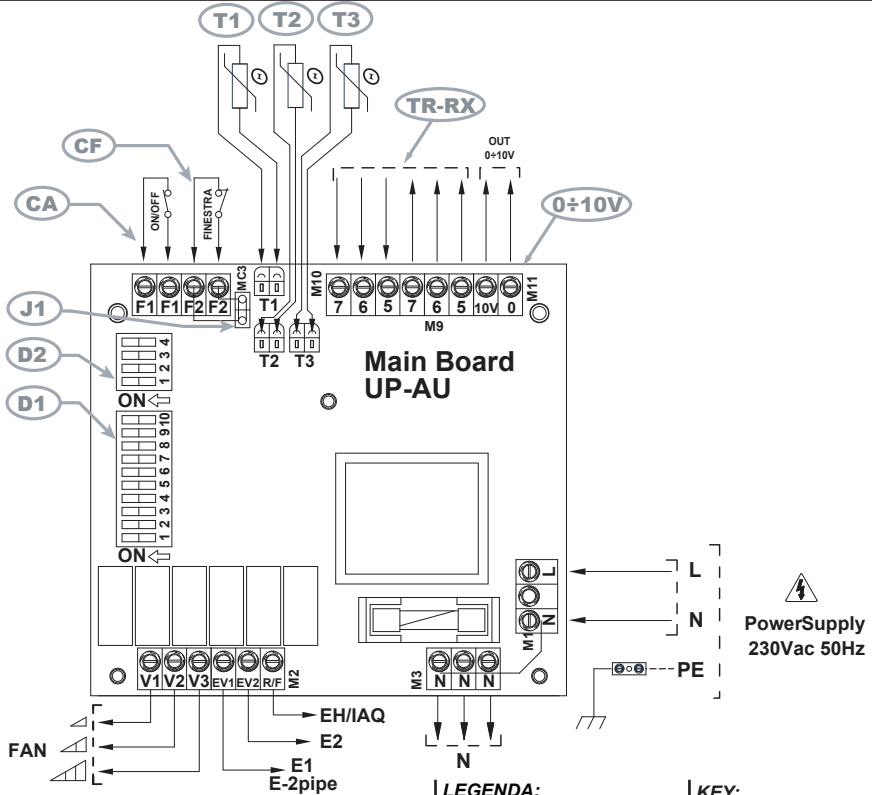 T1 T2 T3
TR-RX
OUT
0÷10V
CF
CA
ON/OFF
FINESTRA
0÷10V
F1 F1 F2 F2
MC3
T1
M10
7 6 5 7 6 5 10V 0
M11
M9
J1
T2 T3
Main Board
UP-AU
D2
1 2 3 4
ON
D1
1 2 3 4 5 6 7 8 9 10
ON
L
N
M1
L
N
PE
PowerSupply
230Vac 50Hz
V1 V2 V3 EV1 EV2 R/F
M2
M3
N N N
FAN
EH/IAQ
E2
E1
E-2pipe
N
LEGENDA:
KEY: